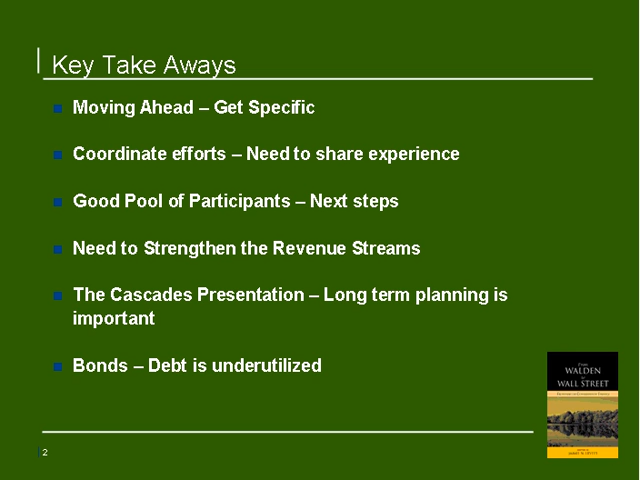 Key Take Aways
Moving Ahead – Get Specific
Coordinate efforts – Need to share experience
Good Pool of Participants – Next steps
Need to Strengthen the Revenue Streams
The Cascades Presentation – Long term planning is
important
Bonds – Debt is underutilized
From
WALDEN
to
WALL STREET
2